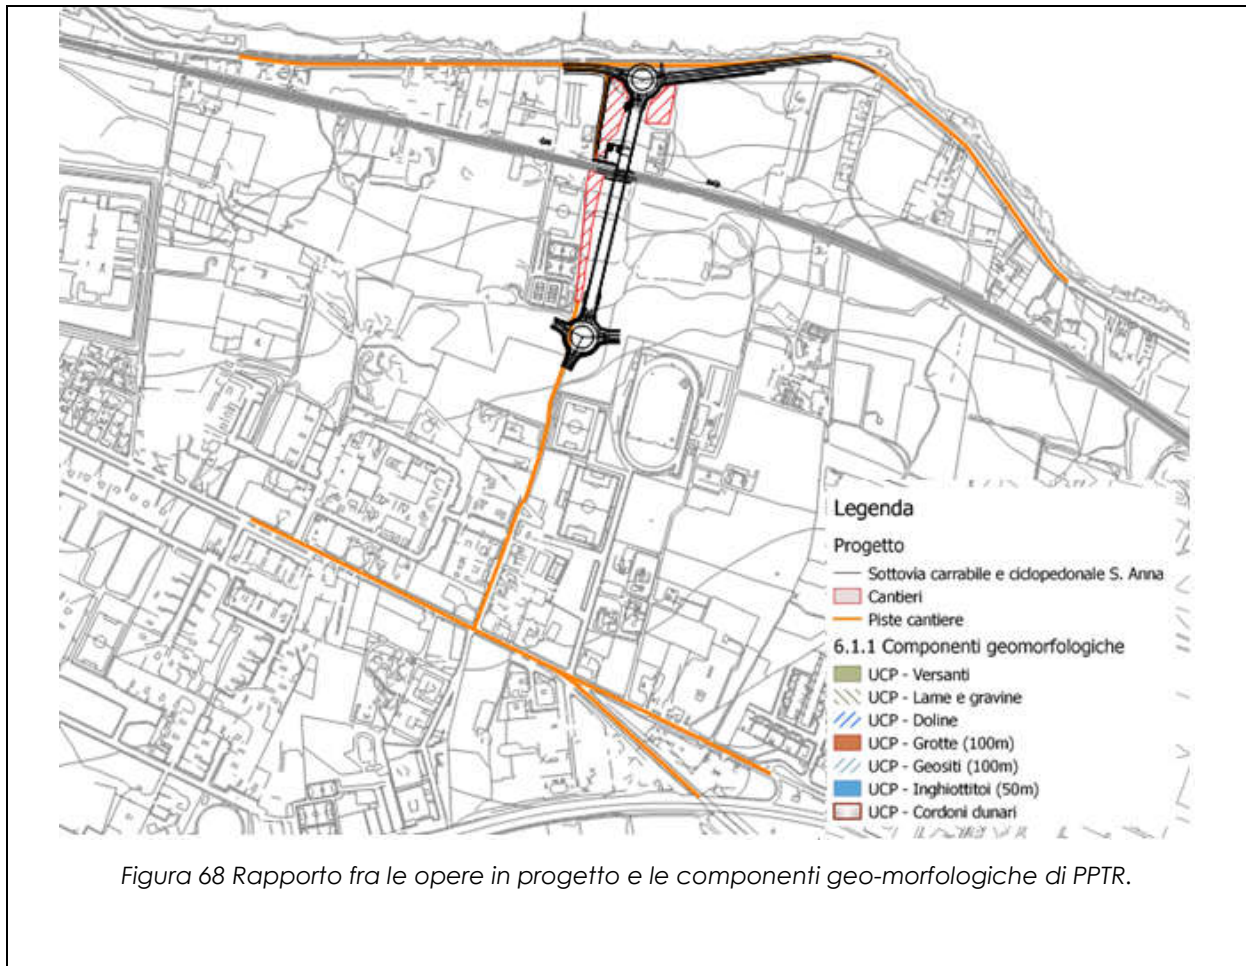 Legenda
Progetto
Sottovia carrabile e ciclopedonale S. Anna
Cantieri
Piste cantiere
6.1.1 Componenti geomorfologiche
UCP - Versanti
UCP - Lame e gravine
UCP - Doline
UCP - Grotte (100m)
UCP - Geositi (100m)
UCP - Inghiottitoi (50m)
UCP - Cordoni dunari
Figura 68 Rapporto fra le opere in progetto e le componenti geo-morfologiche di PPTR.